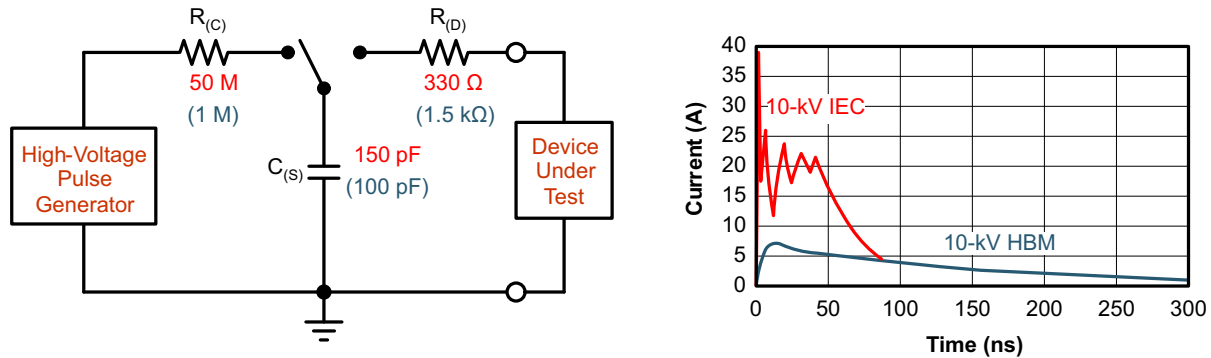 R(C)
50 M
(1 M)
R(D)
330 Ω
(1.5 kΩ)
High-Voltage
Pulse
Generator
C(S)
150 pF
(100 pF)
Device
Under
Test
Current (A)
40
35
30
25
20
15
10
5
0
10-kV IEC
10-kV HBM
0
50
100
150
200
250
300
Time (ns)